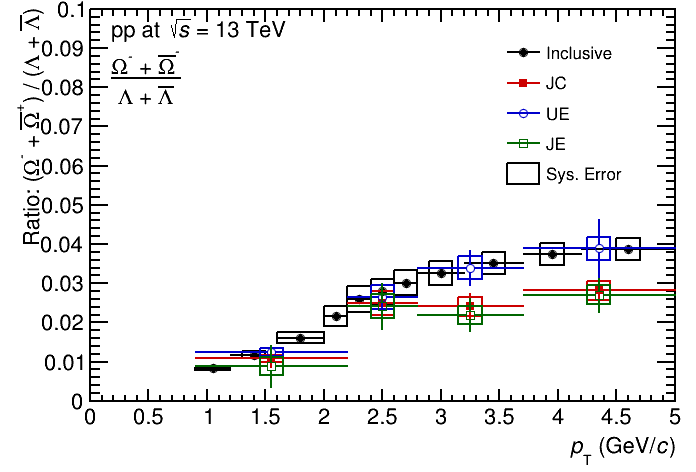 pp at √s = 13 TeV
Ω⁻ + Ω̅⁻
Λ + Λ̅
Inclusive
JC
UE
JE
Sys. Error
Ratio: (Ω⁻ + Ω̅⁺) / (Λ + Λ̅)
0.1
0.09
0.08
0.07
0.06
0.05
0.04
0.03
0.02
0.01
0
0 0.5 1 1.5 2 2.5 3 3.5 4 4.5 5
p_T (GeV/c)